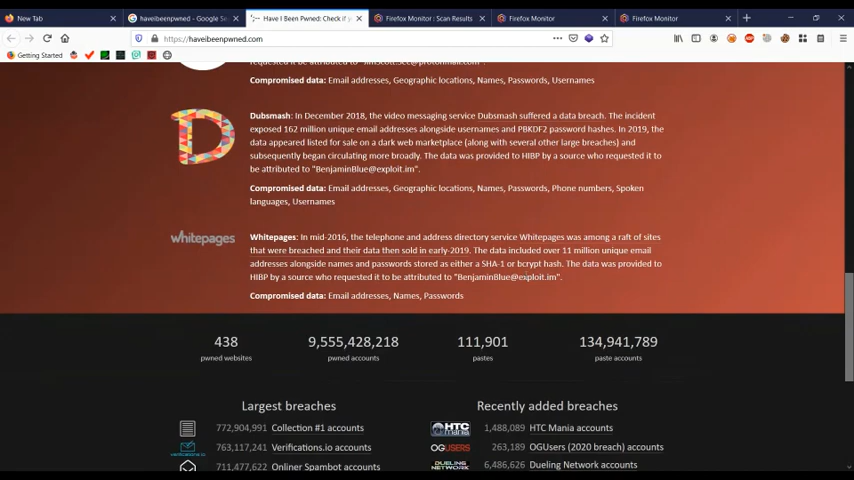 New Tab
haveibeenpwned - Google Se
Have I Been Pwned: Check if y
Firefox Monitor : Scan Results
Firefox Monitor
Firefox Monitor
https://haveibeenpwned.com
Getting Started
Compromised data: Email addresses, Geographic locations, Names, Passwords, Usernames
Dubsmash: In December 2018, the video messaging service Dubsmash suffered a data breach. The incident
exposed 162 million unique email addresses alongside usernames and PBKDF2 password hashes. In 2019, the
data appeared listed for sale on a dark web marketplace (along with several other large breaches) and
subsequently began circulating more broadly. The data was provided to HIBP by a source who requested it to
be attributed to "BenjaminBlue@exploit.im".
Compromised data: Email addresses, Geographic locations, Names, Passwords, Phone numbers, Spoken
languages, Usernames
whitepages
Whitepages: In mid-2016, the telephone and address directory service Whitepages was among a raft of sites
that were breached and their data then sold in early-2019. The data included over 11 million unique email
addresses alongside names and passwords stored as either a SHA-1 or bcrypt hash. The data was provided to
HIBP by a source who requested it to be attributed to "BenjaminBlue@exploit.im".
Compromised data: Email addresses, Names, Passwords
438
pwned websites
9,555,428,218
pwned accounts
111,901
pastes
134,941,789
paste accounts
Largest breaches
772,904,991 Collection #1 accounts
763,117,241 Verifications.io accounts
711,477,622 Onliner Spambot accounts
Recently added breaches
HTC
mania
1,488,089 HTC Mania accounts
OGUSERS
263,189 OGUsers (2020 breach) accounts
DUELING
NETWORK
6,486,626 Dueling Network accounts